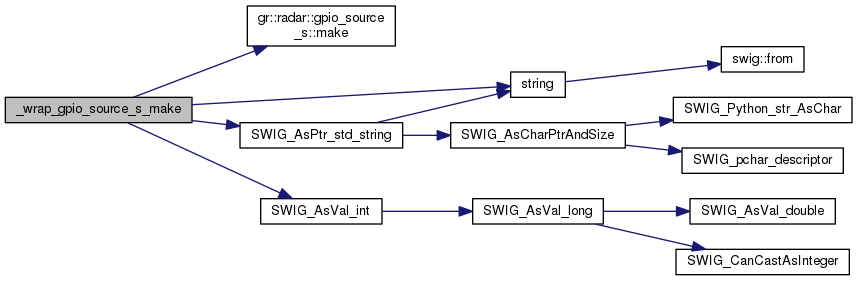 gr::radar::gpio_source
_s::make
swig::from
string
_wrap_gpio_source_s_make
SWIG_Python_str_AsChar
SWIG_AsPtr_std_string
SWIG_AsCharPtrAndSize
SWIG_pchar_descriptor
SWIG_AsVal_int
SWIG_AsVal_long
SWIG_AsVal_double
SWIG_CanCastAsInteger